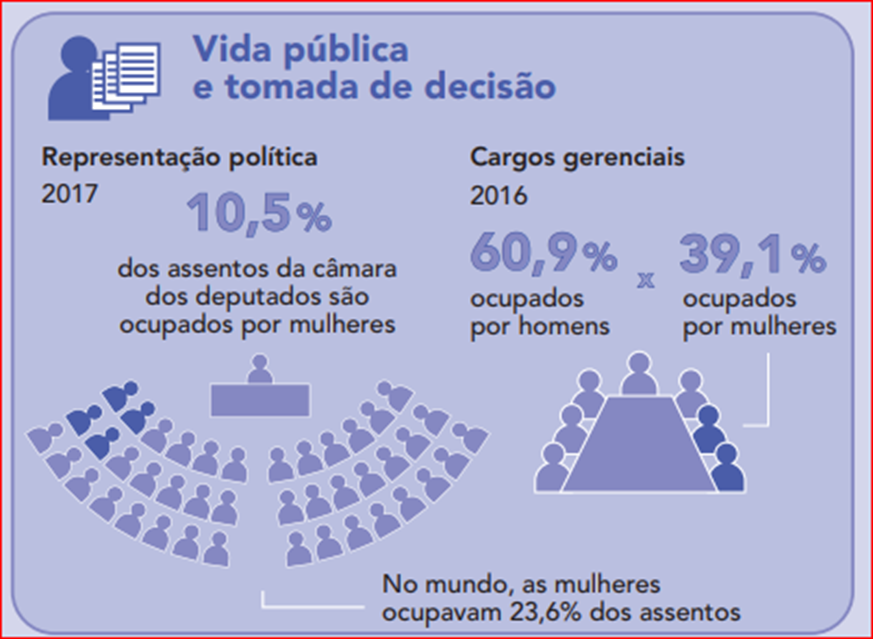 Vida pública
e tomada de decisão
Representação política
2017
10,5%
dos assentos da câmara
dos deputados são
ocupados por mulheres
Cargos gerenciais
2016
60,9% x 39,1%
ocupados
por homens
ocupados
por mulheres
No mundo, as mulheres
ocupavam 23,6% dos assentos